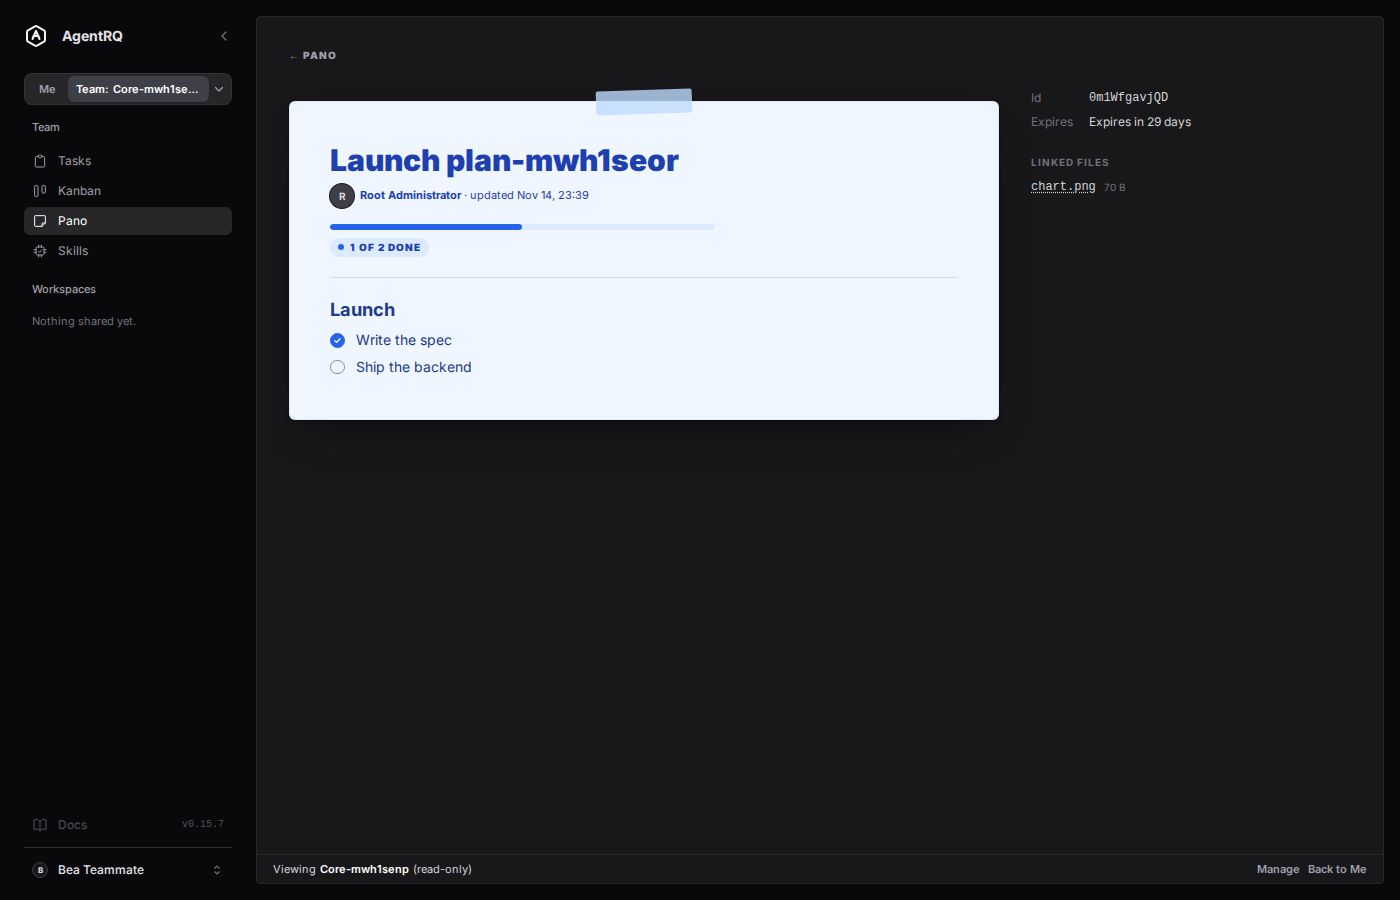 AgentRQ
Me
Team: Core-mwh1se...
Team
Tasks
Kanban
Pano
Skills
Workspaces
Nothing shared yet.
Docs
v0.15.7
B
Bea Teammate
← PANO
Launch plan-mwh1seor
R
Root Administrator · updated Nov 14, 23:39
1 OF 2 DONE
Launch
Write the spec
Ship the backend
Id 0m1WfgavjQD
Expires Expires in 29 days
LINKED FILES
chart.png 70 B
Viewing Core-mwh1senp (read-only)
Manage Back to Me